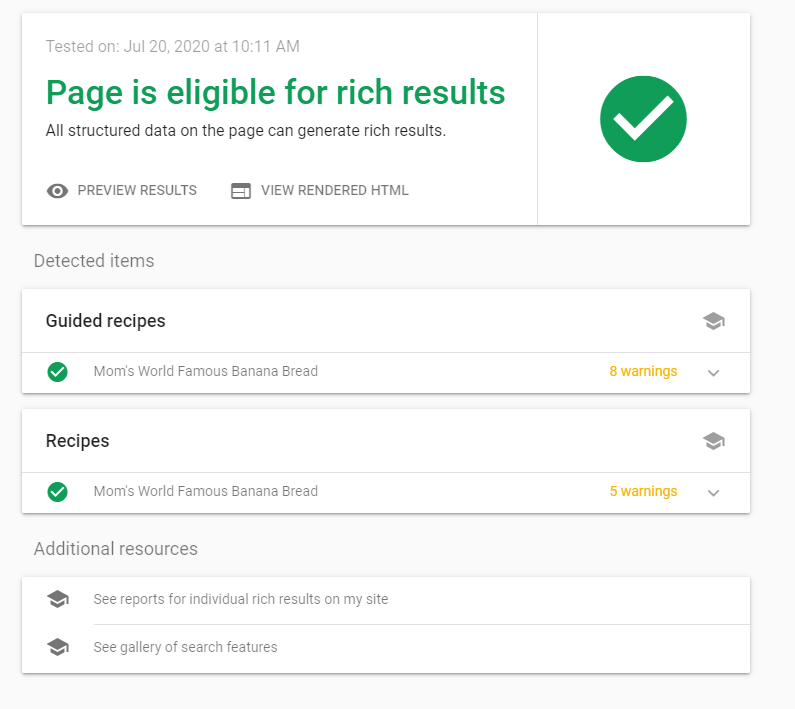 Tested on: Jul 20, 2020 at 10:11 AM
Page is eligible for rich results
All structured data on the page can generate rich results.
PREVIEW RESULTS VIEW RENDERED HTML
Detected items
Guided recipes
Mom's World Famous Banana Bread 8 warnings
Recipes
Mom's World Famous Banana Bread 5 warnings
Additional resources
See reports for individual rich results on my site
See gallery of search features